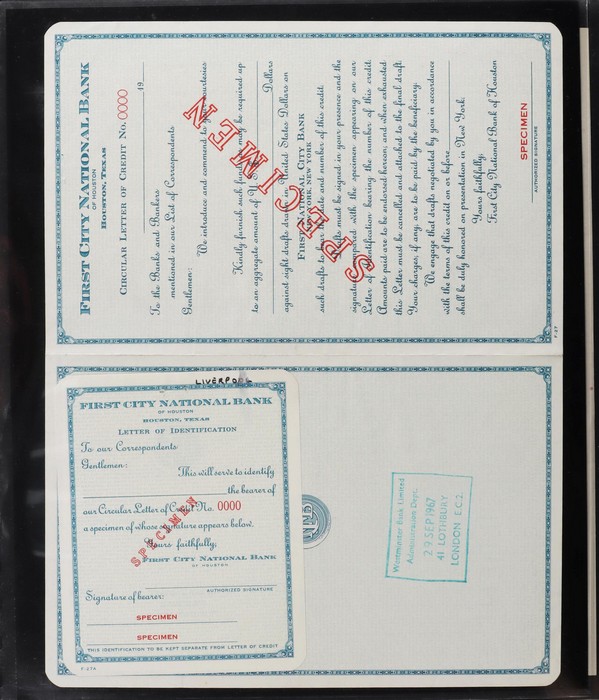 FIRST CITY NATIONAL BANK
OF HOUSTON
HOUSTON, TEXAS
CIRCULAR LETTER OF CREDIT No. 0000
19
To the Banks and Bankers
mentioned in our List of Correspondents
Gentlemen:
We introduce and commend to courtesies
Kindly furnish such funds as may be required up
to an aggregate amount of U.S.
Dollars
against sight drafts drawn in United States Dollars on
FIRST NATIONAL CITY BANK
NEW YORK, NEW YORK
such drafts to bear the date and number of this credit.
Drafts must be signed in your presence and the
signature compared with the specimen appearing on our
Letter of Identification bearing the number of this credit.
Amounts paid are to be endorsed hereon; and when exhausted
this Letter must be cancelled and attached to the final draft.
Your charges, if any, are to be paid by the beneficiary.
We engage that drafts negotiated by you in accordance
with the terms of this credit on or before
shall be duly honored on presentation in New York.
Yours faithfully,
First City National Bank of Houston
SPECIMEN
AUTHORIZED SIGNATURE
SPECIMEN
LIVERPOOL
FIRST CITY NATIONAL BANK
OF HOUSTON
HOUSTON, TEXAS
LETTER OF IDENTIFICATION
To our Correspondents
Gentlemen:
This will serve to identify
the bearer of
our Circular Letter of Credit No. 0000
a specimen of whose signature appears below.
Yours faithfully,
FIRST CITY NATIONAL BANK
OF HOUSTON
AUTHORIZED SIGNATURE
Signature of bearer:
SPECIMEN
SPECIMEN
THIS IDENTIFICATION TO BE KEPT SEPARATE FROM LETTER OF CREDIT
SPECIMEN
Westminster Bank Limited
Administration Dept.
29 SEP 1967
41 LOTHBURY
LONDON E.C.2.